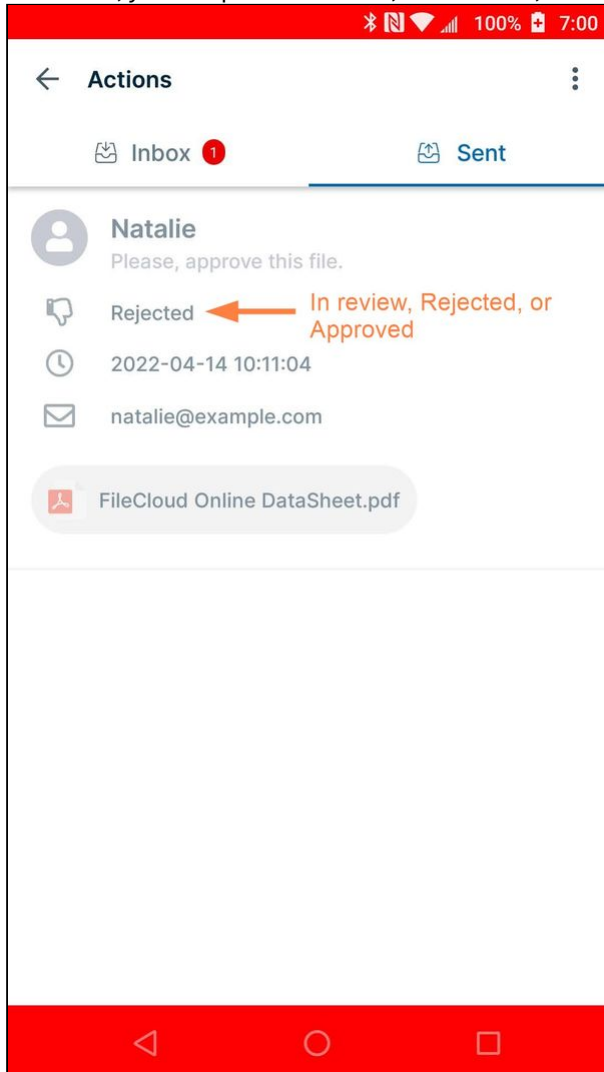 100% 7:00
Actions
Inbox 1 Sent
Natalie
Please, approve this file.
Rejected In review, Rejected, or
Approved
2022-04-14 10:11:04
natalie@example.com
FileCloud Online DataSheet.pdf